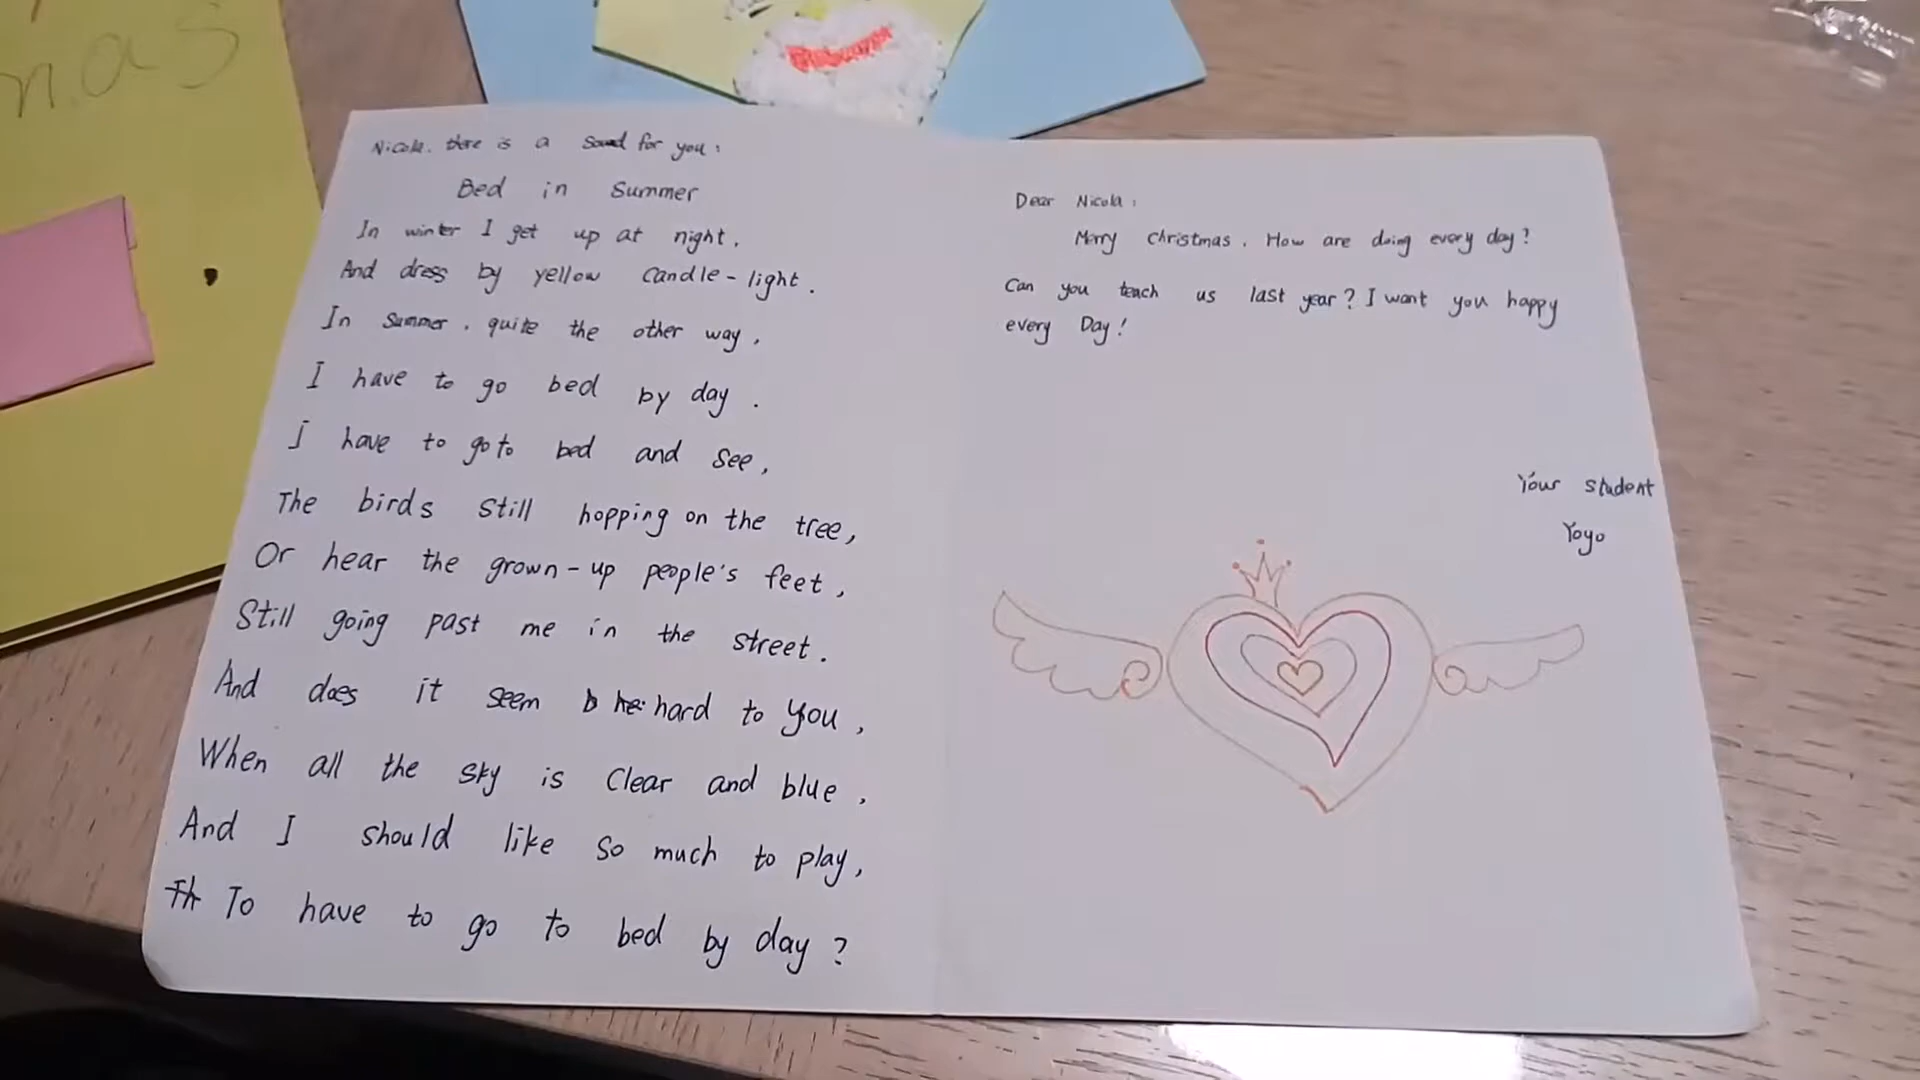 mas
Nicola. there is a sound for you:
Bed in Summer
In winter I get up at night,
And dress by yellow candle-light.
In Summer, quite the other way,
I have to go bed by day.
I have to go to bed and see,
The birds still hopping on the tree,
Or hear the grown-up people's feet,
Still going past me in the street.
And does it seem hard to you,
When all the sky is Clear and blue,
And I should like so much to play,
To have to go to bed by day?
Dear Nicola:
Merry christmas. How are doing every day?
Can you teach us last year? I want you happy
every Day!
Your student
Yoyo